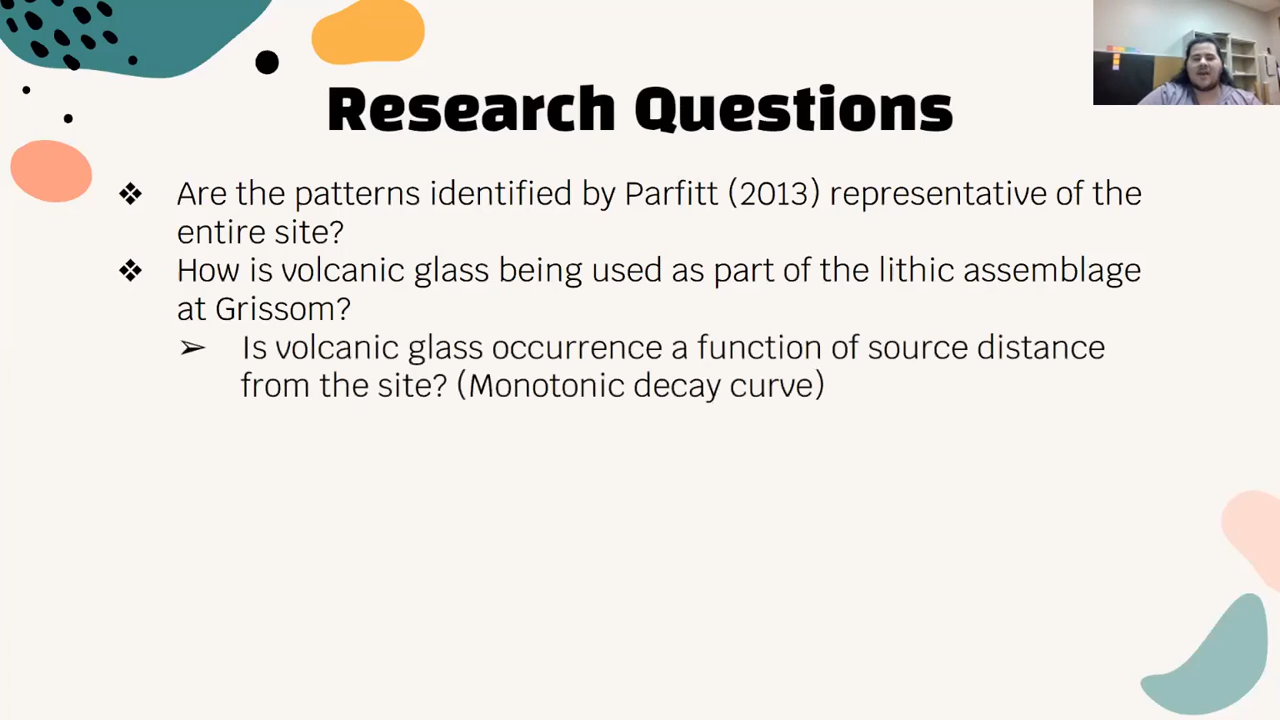 Research Questions
❖ Are the patterns identified by Parfitt (2013) representative of the
entire site?
❖ How is volcanic glass being used as part of the lithic assemblage
at Grissom?
➢ Is volcanic glass occurrence a function of source distance
from the site? (Monotonic decay curve)